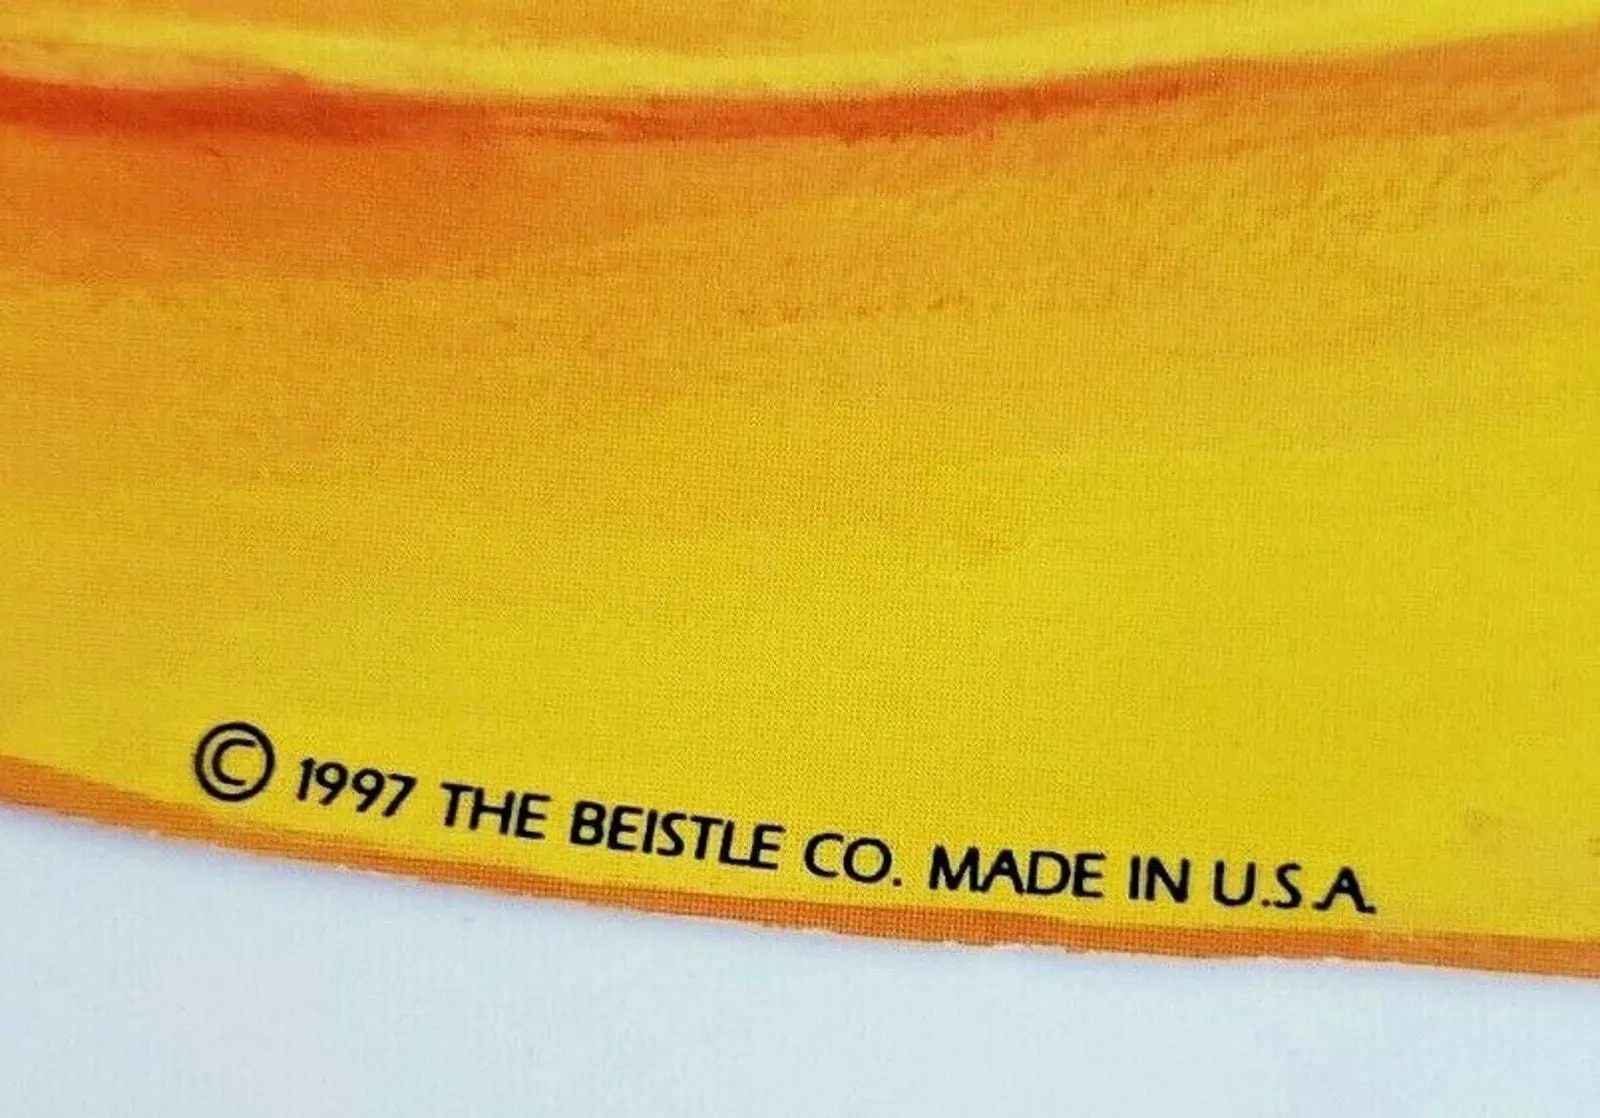 © 1997 THE BEISTLE CO. MADE IN U.S.A.